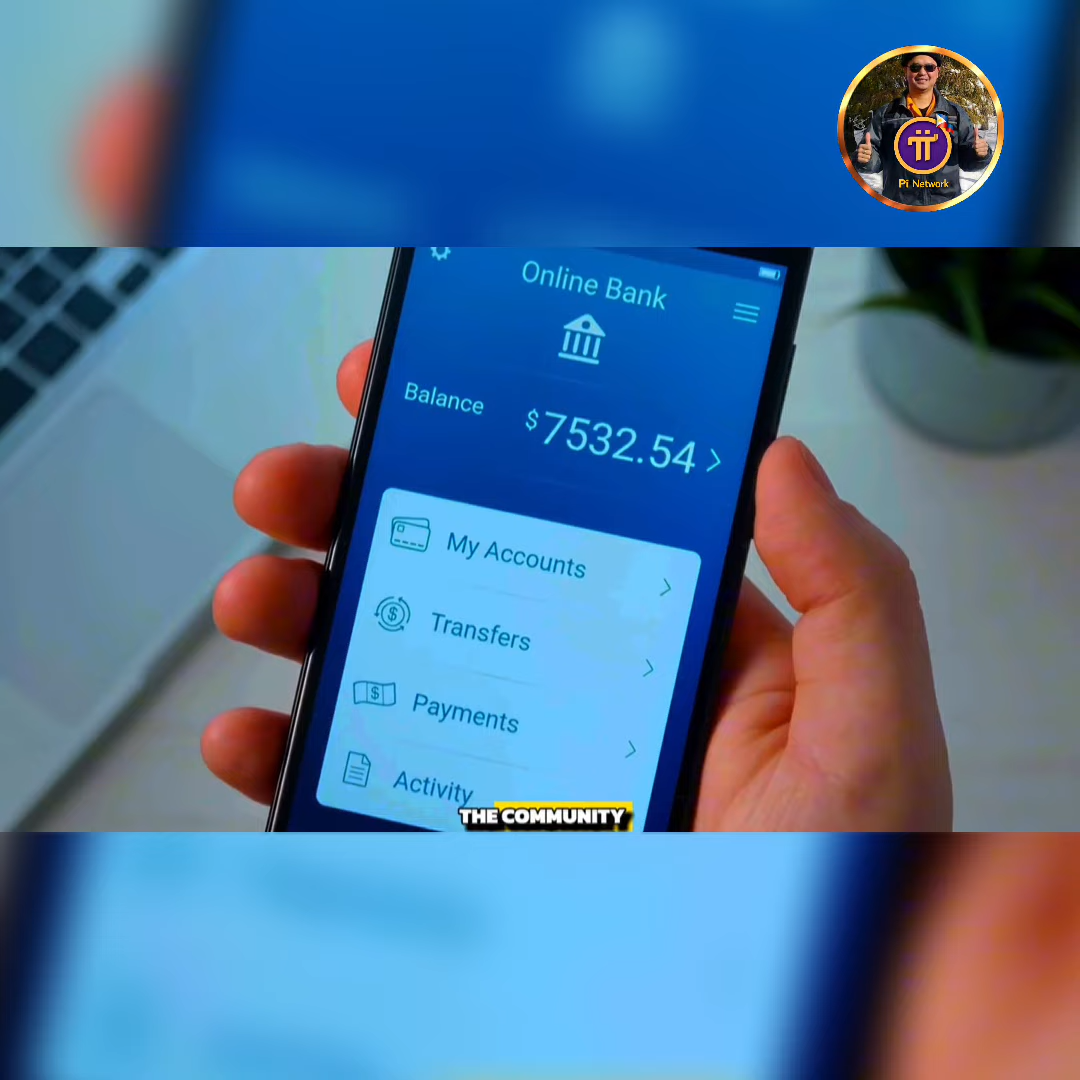 Pi Network
Online Bank
Balance
$7532.54
My Accounts
Transfers
$
Payments
$
Activity
THE COMMUNITY